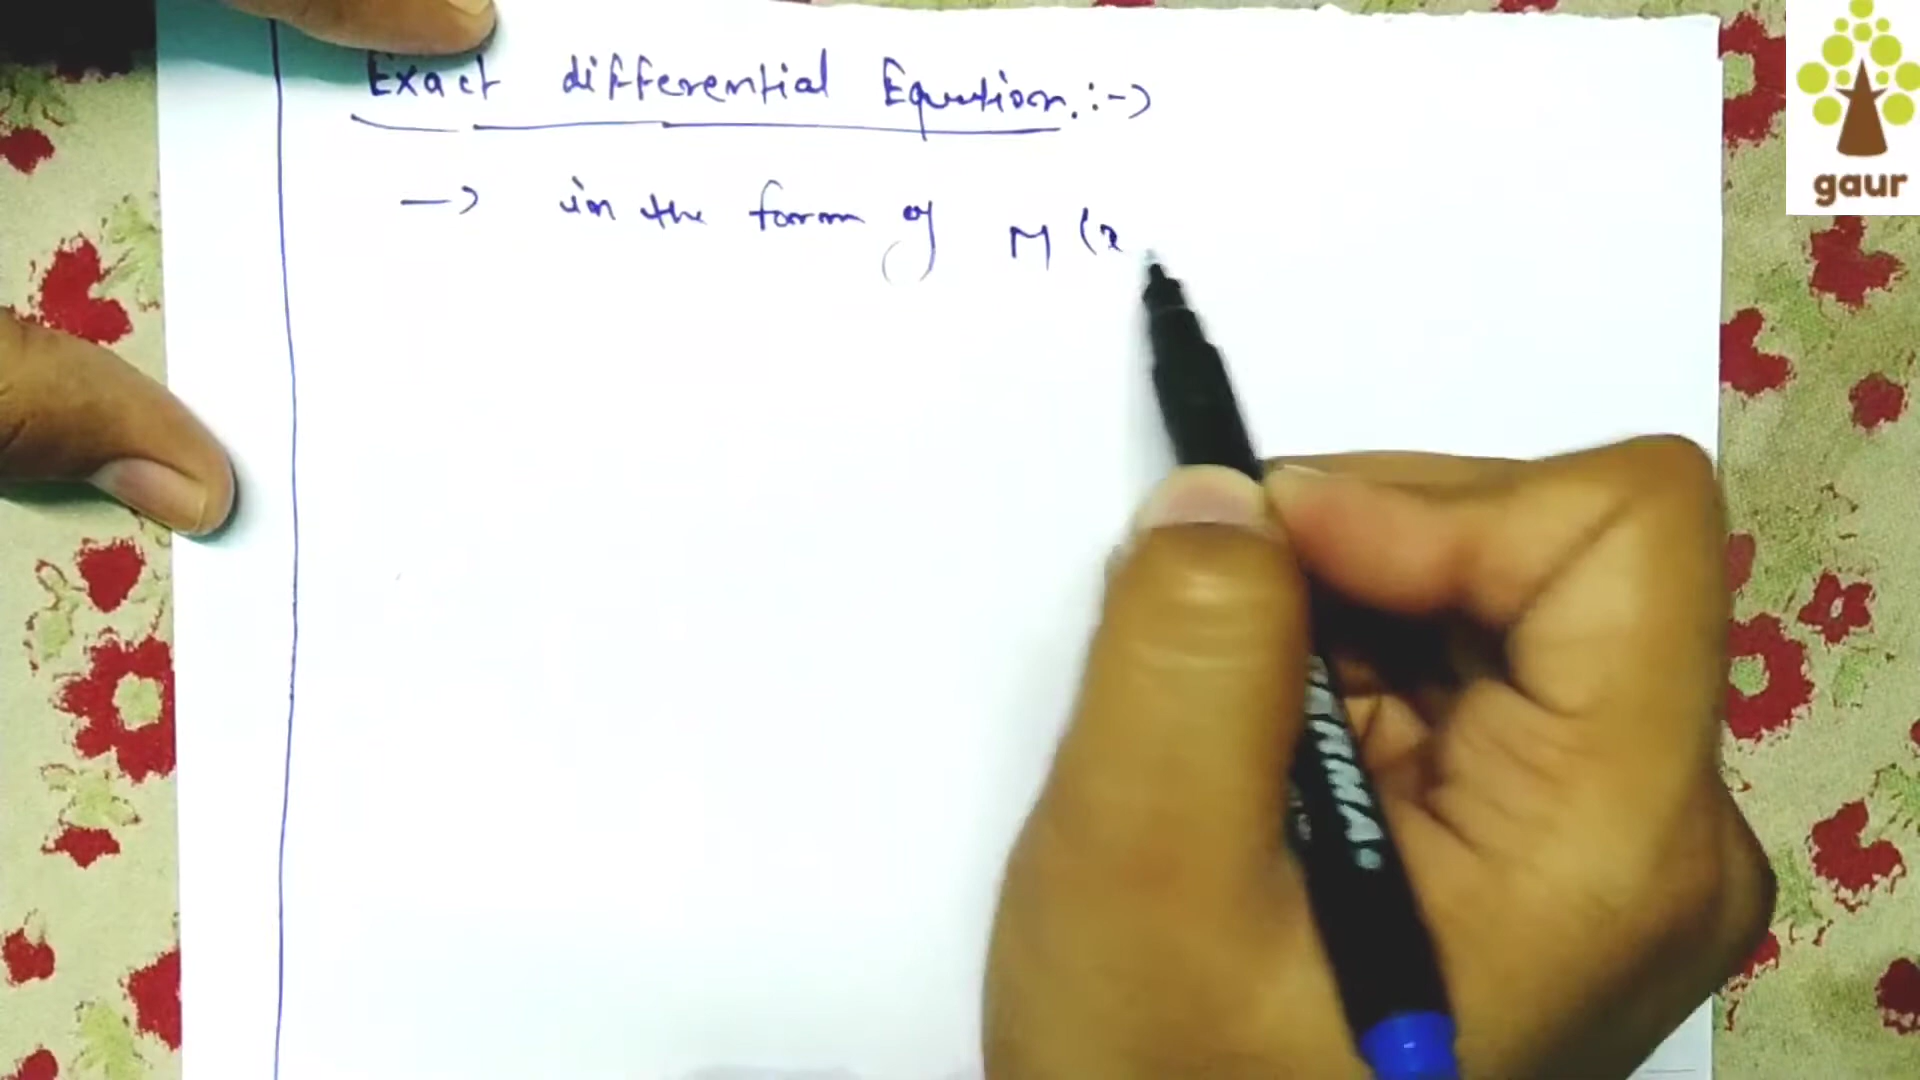 Exact differential Equation.:->
-> in the form of M (x
gaur